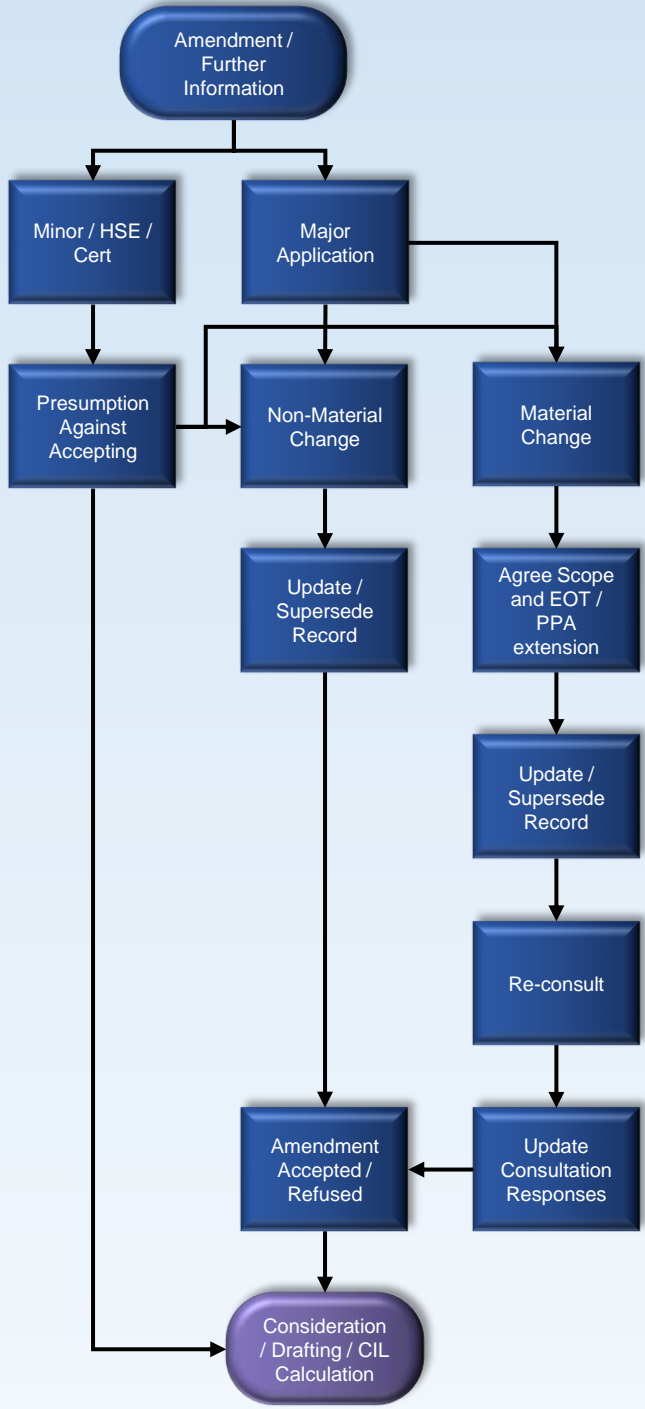 Amendment /
Further
Information
Minor / HSE /
Cert
Major
Application
Presumption
Against
Accepting
Non-Material
Change
Material
Change
Update /
Supersede
Record
Agree Scope
and EOT /
PPA
extension
Update /
Supersede
Record
Re-consult
Amendment
Accepted /
Refused
Update
Consultation
Responses
Consideration
/ Drafting / CIL
Calculation